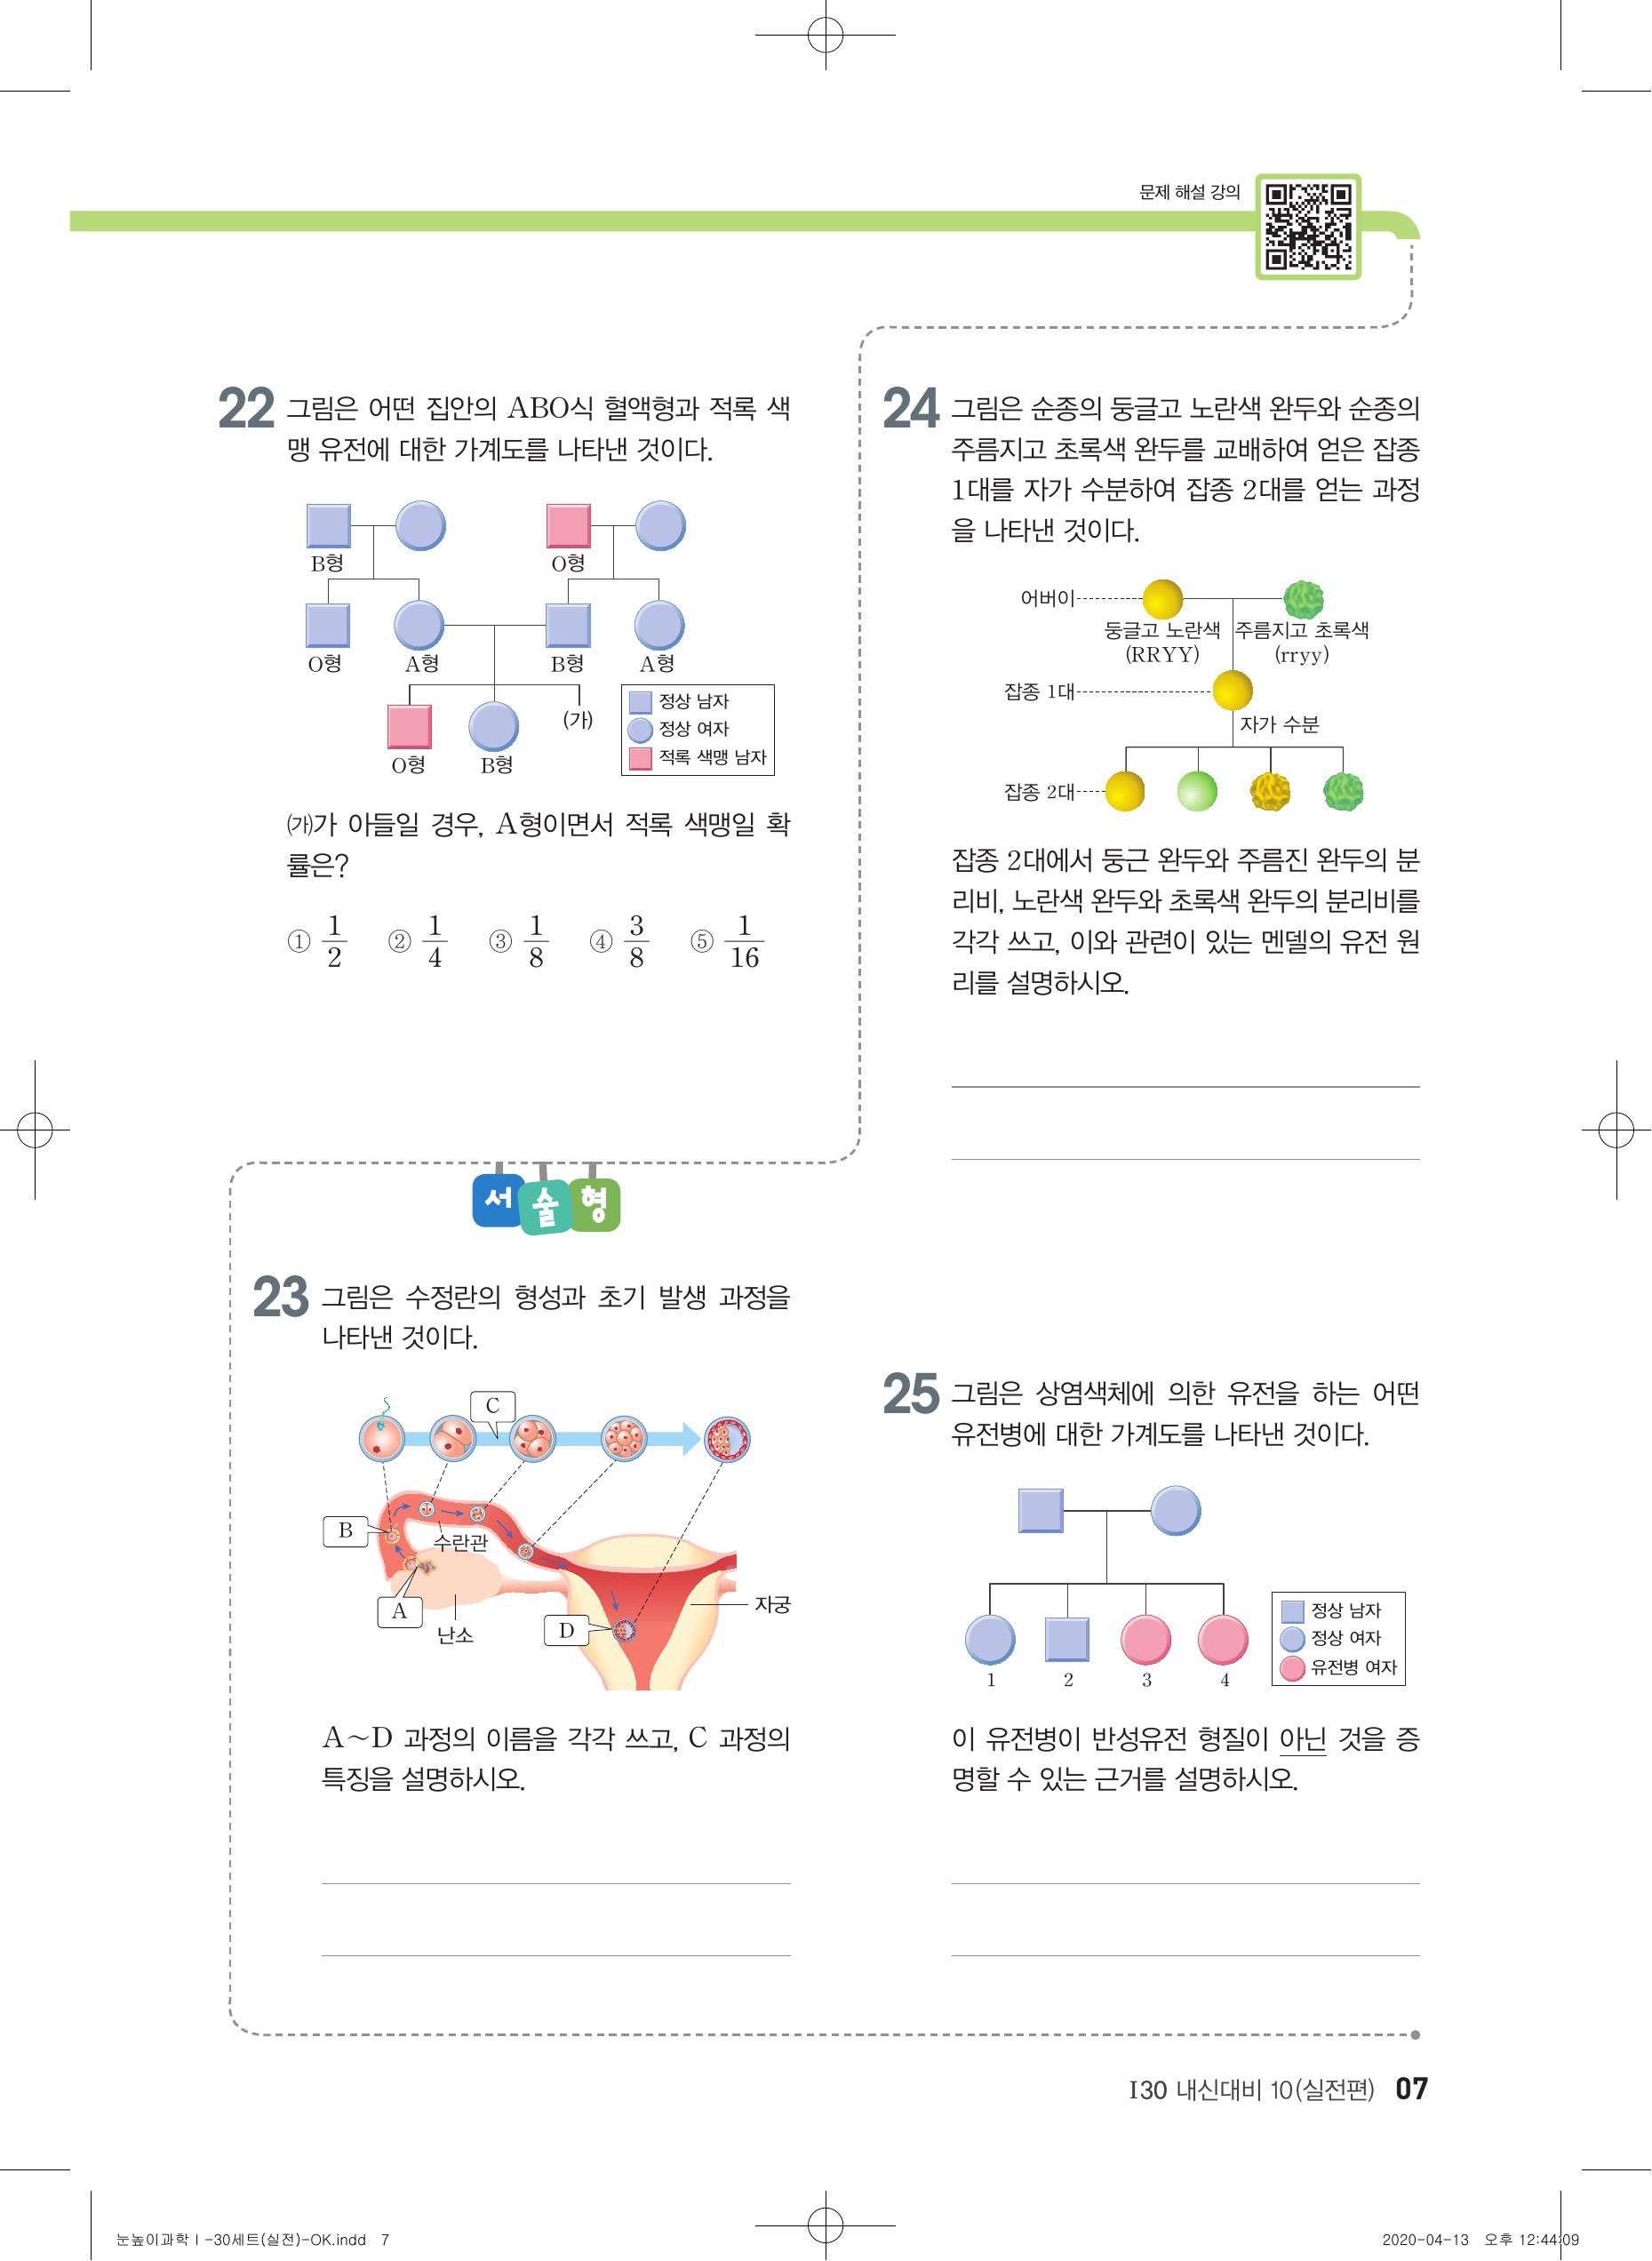 문제 해설 강의
22 그림은 어떤 집안의 ABO식 혈액형과 적록 색
맹 유전에 대한 가계도를 나타낸 것이다.
B형
O형
O형
A형
B형
A형
정상 남자
정상 여자
적록 색맹 남자
(가)
O형
B형
㈎가 아들일 경우, A형이면서 적록 색맹일 확
률은?
① 1/2 ② 1/4 ③ 1/8 ④ 3/8 ⑤ 1/16
서술형
23 그림은 수정란의 형성과 초기 발생 과정을
나타낸 것이다.
C
B
수란관
A
난소
D
자궁
A~D 과정의 이름을 각각 쓰고, C 과정의
특징을 설명하시오.
24 그림은 순종의 둥글고 노란색 완두와 순종의
주름지고 초록색 완두를 교배하여 얻은 잡종
1대를 자가 수분하여 잡종 2대를 얻는 과정
을 나타낸 것이다.
어버이
둥글고 노란색
(RRYY)
주름지고 초록색
(rryy)
잡종 1대
자가 수분
잡종 2대
잡종 2대에서 둥근 완두와 주름진 완두의 분
리비, 노란색 완두와 초록색 완두의 분리비를
각각 쓰고, 이와 관련이 있는 멘델의 유전 원
리를 설명하시오.
25 그림은 상염색체에 의한 유전을 하는 어떤
유전병에 대한 가계도를 나타낸 것이다.
정상 남자
정상 여자
유전병 여자
1 2 3 4
이 유전병이 반성유전 형질이 아닌 것을 증
명할 수 있는 근거를 설명하시오.
I30 내신대비 10(실전편) 07
눈높이과학 I -30세트(실전)-OK.indd 7
2020-04-13 오후 12:44:09